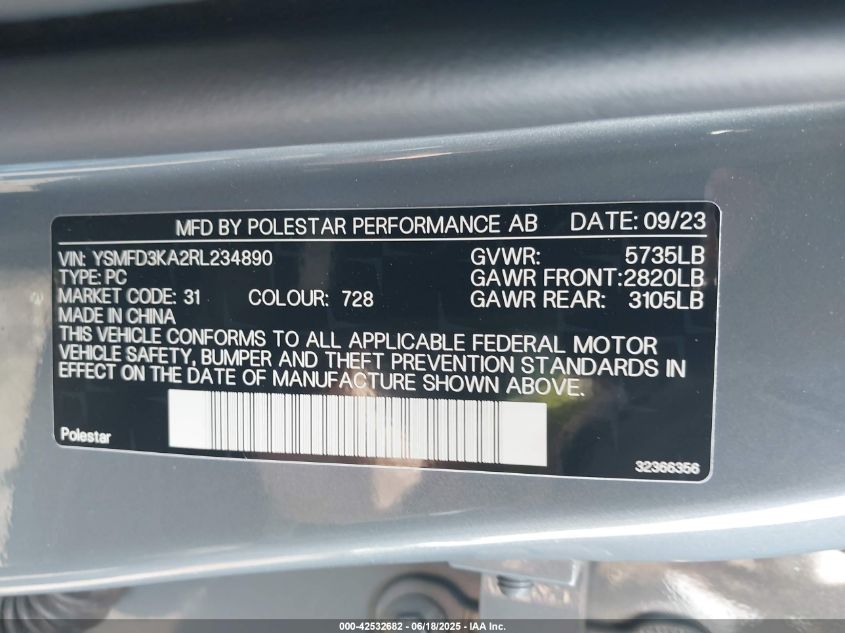 MFD BY POLESTAR PERFORMANCE AB DATE: 09/23
VIN: YSMFD3KA2RL234890 GVWR: 5735LB
TYPE: PC GAWR FRONT:2820LB
MARKET CODE: 31 COLOUR: 728 GAWR REAR: 3105LB
MADE IN CHINA
THIS VEHICLE CONFORMS TO ALL APPLICABLE FEDERAL MOTOR
VEHICLE SAFETY, BUMPER AND THEFT PREVENTION STANDARDS IN
EFFECT ON THE DATE OF MANUFACTURE SHOWN ABOVE.
Polestar
32366356
000-42532682 - 06/18/2025 - IAA Inc.